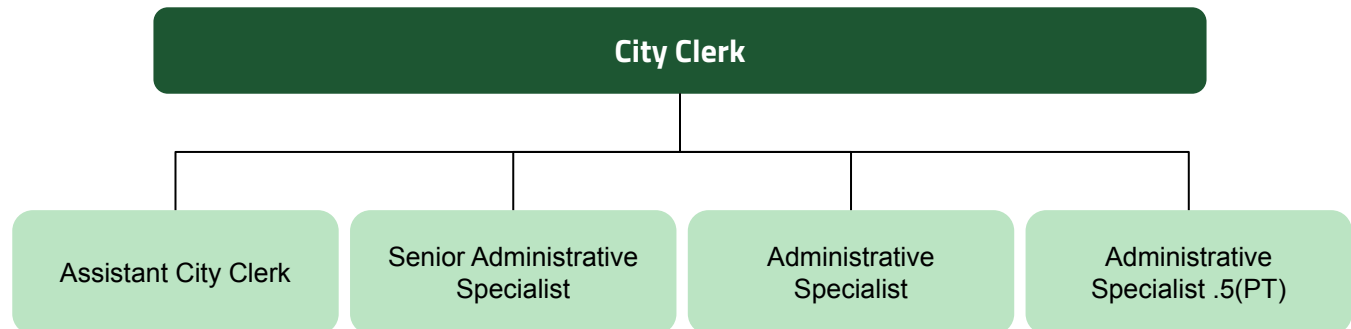 City Clerk
Assistant City Clerk
Senior Administrative
Specialist
Administrative
Specialist
Administrative
Specialist .5(PT)